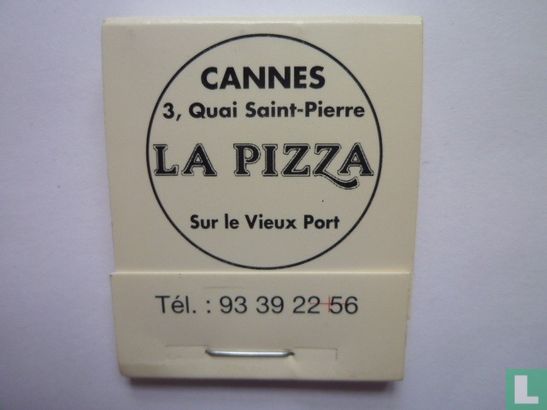 CANNES
3, Quai Saint-Pierre
LA PIZZA
Sur le Vieux Port
Tél. : 93 39 22 56
L